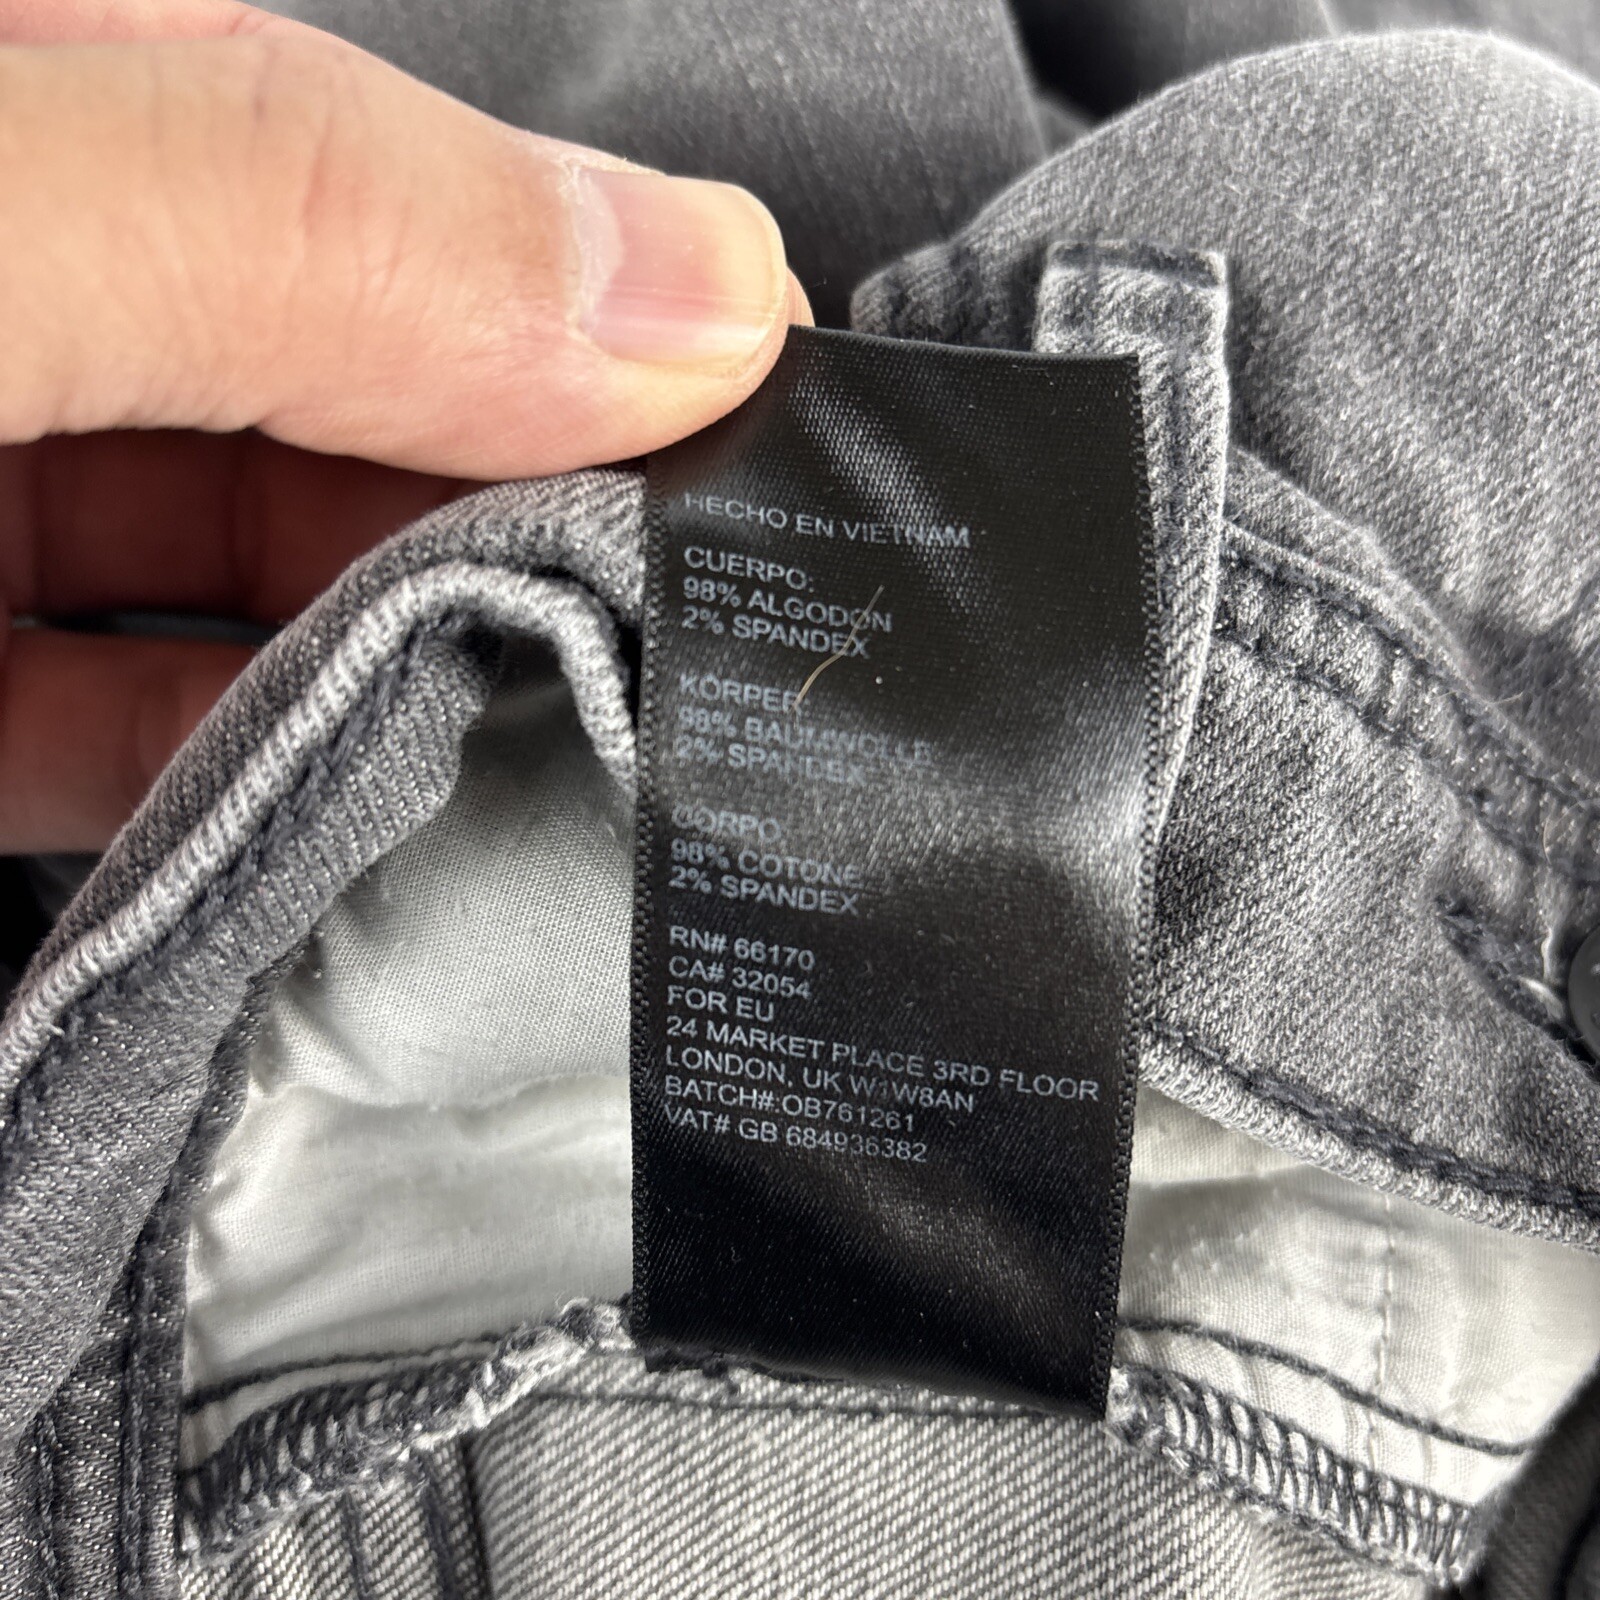 HECHO EN VIETNAM
CUERPO:
98% ALGODON
2% SPANDEX
KÖRPER:
98% BAUMWOLLE
2% SPANDEX
CORPO:
98% COTONE
2% SPANDEX
RN# 66170
CA# 32054
FOR EU
24 MARKET PLACE 3RD FLOOR
LONDON, UK W1W8AN
BATCH#:OB761261
VAT# GB 684936382